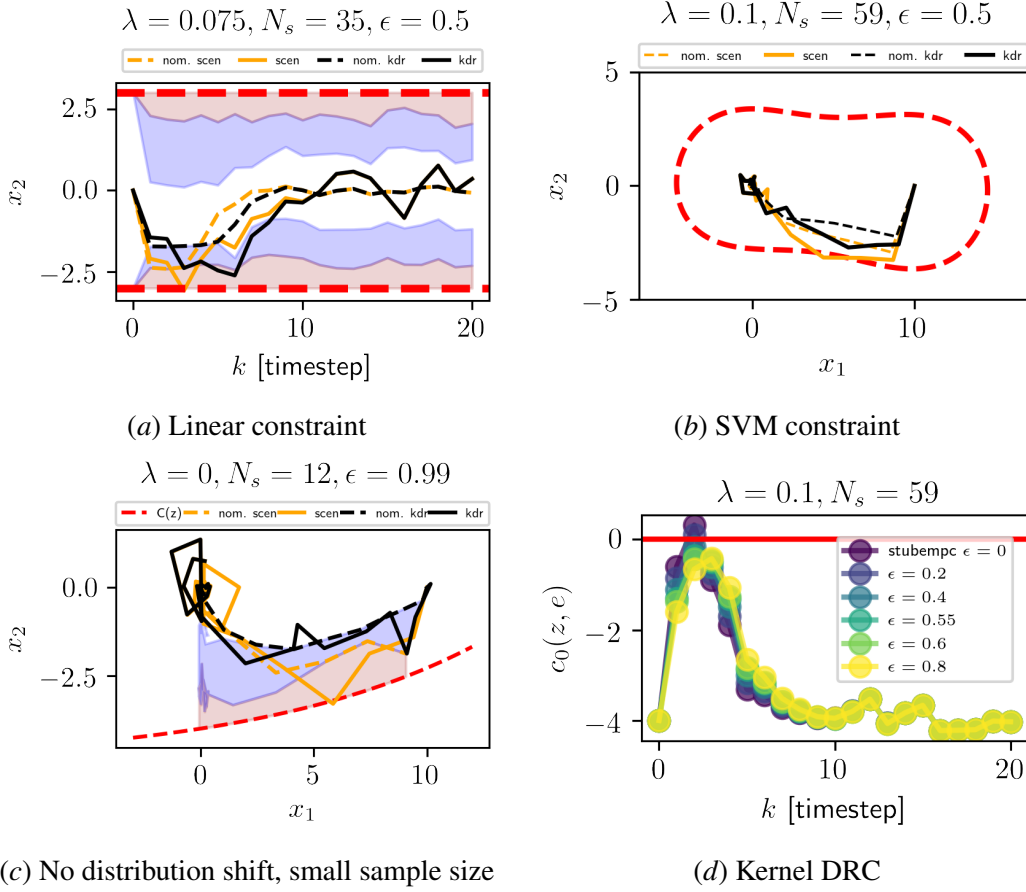 λ = 0.075, N_s = 35, ϵ = 0.5
nom. scen scen nom. kdr kdr
2.5
0.0
−2.5
x_2
0 10 20
k [timestep]
(a) Linear constraint
λ = 0.1, N_s = 59, ϵ = 0.5
nom. scen scen nom. kdr kdr
5
0
−5
x_2
0 10
x_1
(b) SVM constraint
λ = 0, N_s = 12, ϵ = 0.99
C(z) nom. scen scen nom. kdr kdr
0.0
−2.5
x_2
0 5 10
x_1
(c) No distribution shift, small sample size
λ = 0.1, N_s = 59
0
−2
−4
c_0(z, e)
stubempc ϵ = 0
ϵ = 0.2
ϵ = 0.4
ϵ = 0.55
ϵ = 0.6
ϵ = 0.8
0 10 20
k [timestep]
(d) Kernel DRC